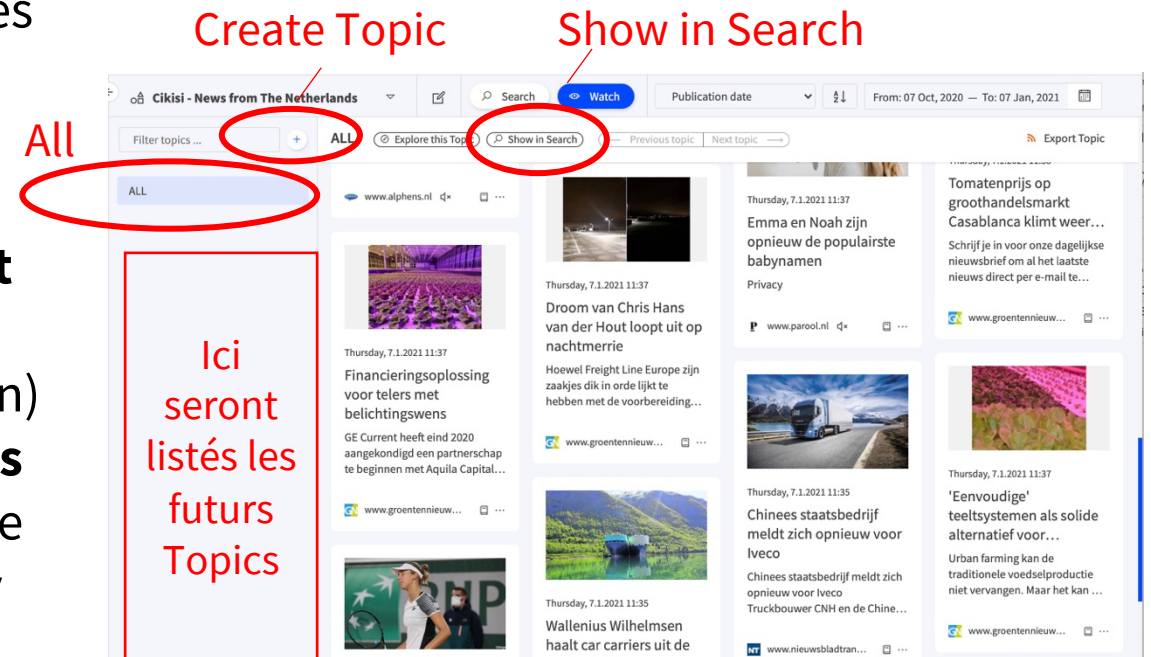 es
Create Topic
Show in Search
Cikisi - News from The Netherlands
Search
Watch
Publication date
From: 07 Oct, 2020 — To: 07 Jan, 2021
All
Filter topics ...
+
ALL
Explore this Topic
Show in Search
Previous topic
Next topic
Export Topic
ALL
t
n)
s
e
Ici
seront
listés les
futurs
Topics
www.alphens.nl
Thursday, 7.1.2021 11:37
Financieringsoplossing
voor telers met
belichtingswens
GE Current heeft eind 2020
aangekondigd een partnerschap
te beginnen met Aquila Capital...
www.groentennieuw...
Thursday, 7.1.2021 11:37
Droom van Chris Hans
van der Hout loopt uit op
nachtmerrie
Hoewel Freight Line Europe zijn
zaakjes dik in orde lijkt te
hebben met de voorbereiding...
www.groentennieuw...
Thursday, 7.1.2021 11:35
Wallenius Wilhelmsen
haalt car carriers uit de
Thursday, 7.1.2021 11:37
Emma en Noah zijn
opnieuw de populairste
babynamen
Privacy
P www.parool.nl
Thursday, 7.1.2021 11:35
Chinees staatsbedrijf
meldt zich opnieuw voor
Iveco
Chinees staatsbedrijf meldt zich
opnieuw voor Iveco
Truckbouwer CNH en de Chine...
NT www.nieuwsbladtran...
Tomatenprijs op
groothandelsmarkt
Casablanca klimt weer...
Schrijf je in voor onze dagelijkse
nieuwsbrief om al het laatste
nieuws direct per e-mail te...
www.groentennieuw...
Thursday, 7.1.2021 11:37
'Eenvoudige'
teeltsystemen als solide
alternatief voor...
Urban farming kan de
traditionele voedselproductie
niet vervangen. Maar het kan ...
www.groentennieuw...